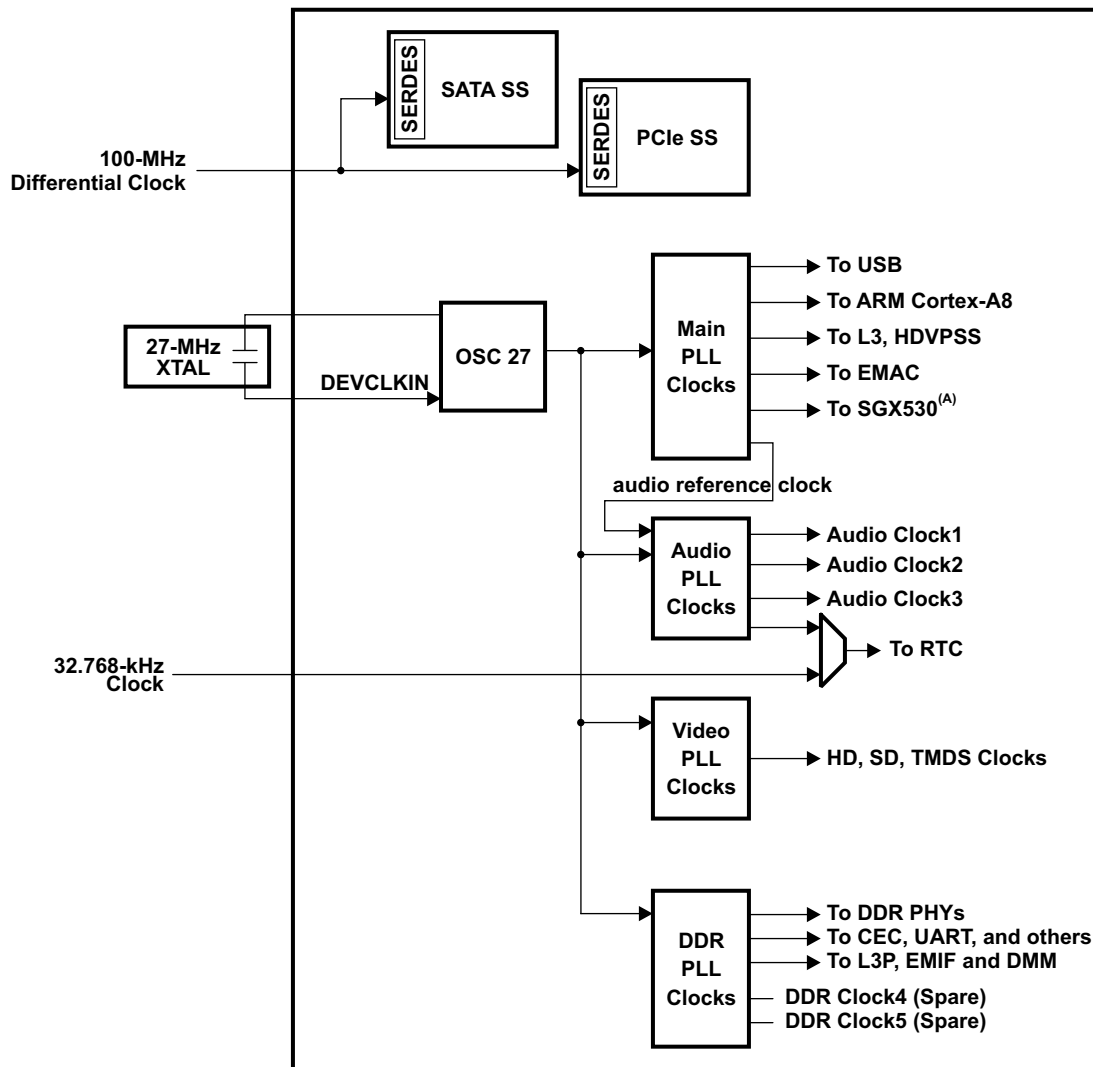 SERDES
SATA SS
SERDES
PCIe SS
100-MHz
Differential Clock
27-MHz
XTAL
DEVCLKIN
OSC 27
Main
PLL
Clocks
To USB
To ARM Cortex-A8
To L3, HDVPSS
To EMAC
To SGX530(A)
audio reference clock
Audio
PLL
Clocks
Audio Clock1
Audio Clock2
Audio Clock3
To RTC
32.768-kHz
Clock
Video
PLL
Clocks
HD, SD, TMDS Clocks
DDR
PLL
Clocks
To DDR PHYs
To CEC, UART, and others
To L3P, EMIF and DMM
DDR Clock4 (Spare)
DDR Clock5 (Spare)